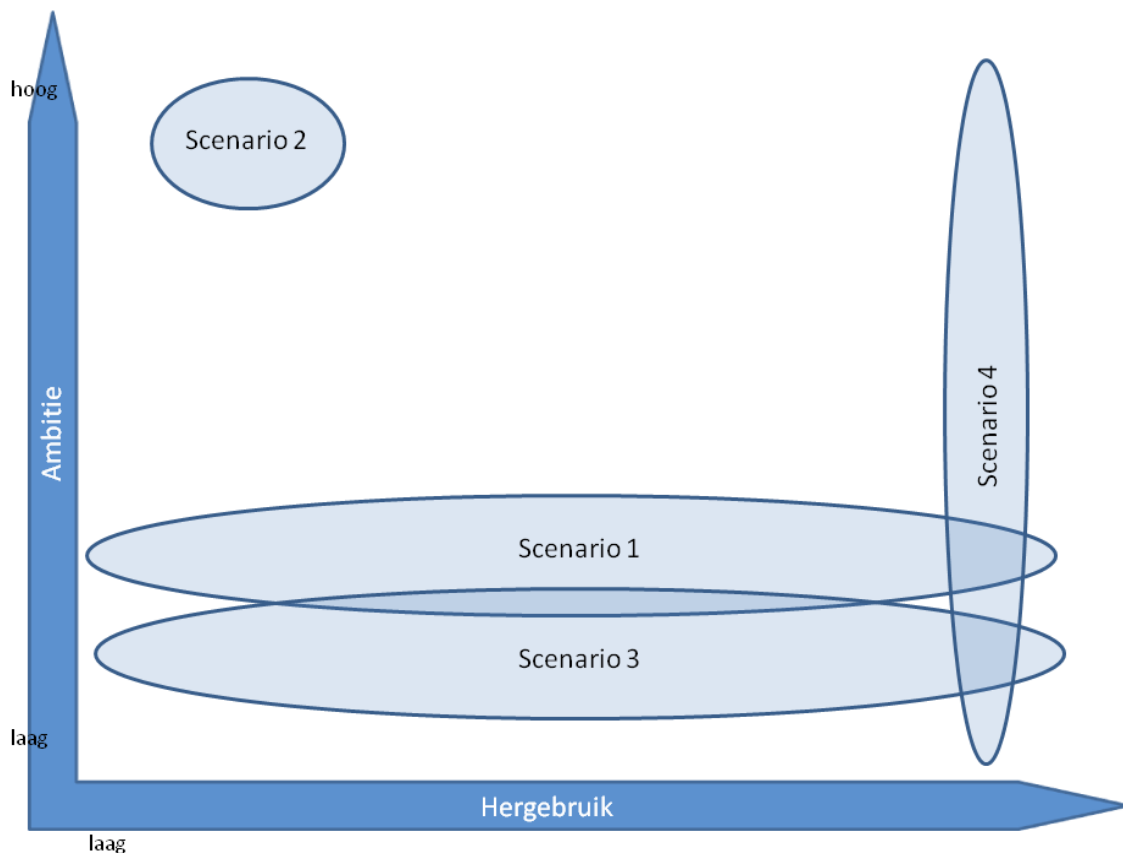 hoog
Scenario 2
Scenario 4
Ambitie
Scenario 1
Scenario 3
laag
Hergebruik
laag